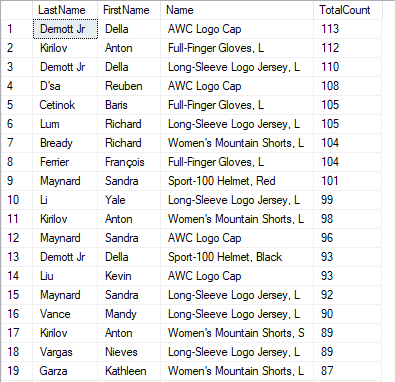 LastName FirstName Name TotalCount
1 Demott Jr Della AWC Logo Cap 113
2 Kirilov Anton Full-Finger Gloves, L 112
3 Demott Jr Della Long-Sleeve Logo Jersey, L 110
4 D'sa Reuben AWC Logo Cap 108
5 Cetinok Baris Full-Finger Gloves, L 105
6 Lum Richard Long-Sleeve Logo Jersey, L 105
7 Bready Richard Women's Mountain Shorts, L 104
8 Ferrier François Full-Finger Gloves, L 104
9 Maynard Sandra Sport-100 Helmet, Red 101
10 Li Yale Long-Sleeve Logo Jersey, L 99
11 Kirilov Anton Women's Mountain Shorts, L 98
12 Maynard Sandra AWC Logo Cap 96
13 Demott Jr Della Sport-100 Helmet, Black 93
14 Liu Kevin AWC Logo Cap 93
15 Maynard Sandra Long-Sleeve Logo Jersey, L 92
16 Vance Mandy Long-Sleeve Logo Jersey, L 90
17 Kirilov Anton Women's Mountain Shorts, S 89
18 Vargas Nieves Long-Sleeve Logo Jersey, L 89
19 Garza Kathleen Women's Mountain Shorts, L 87